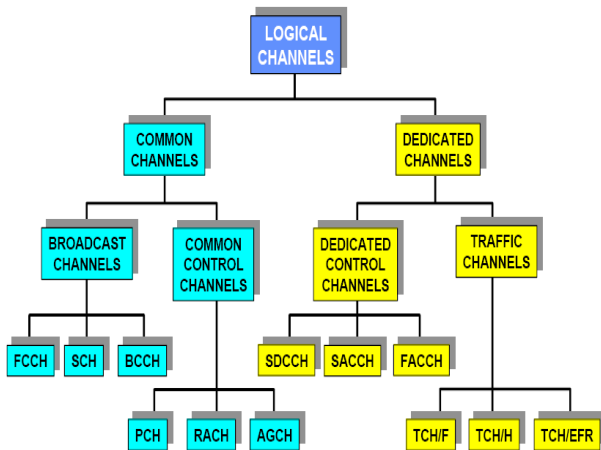 LOGICAL
CHANNELS
COMMON
CHANNELS
DEDICATED
CHANNELS
BROADCAST
CHANNELS
COMMON
CONTROL
CHANNELS
DEDICATED
CONTROL
CHANNELS
TRAFFIC
CHANNELS
FCCH
SCH
BCCH
SDCCH
SACCH
FACCH
PCH
RACH
AGCH
TCH/F
TCH/H
TCH/EFR